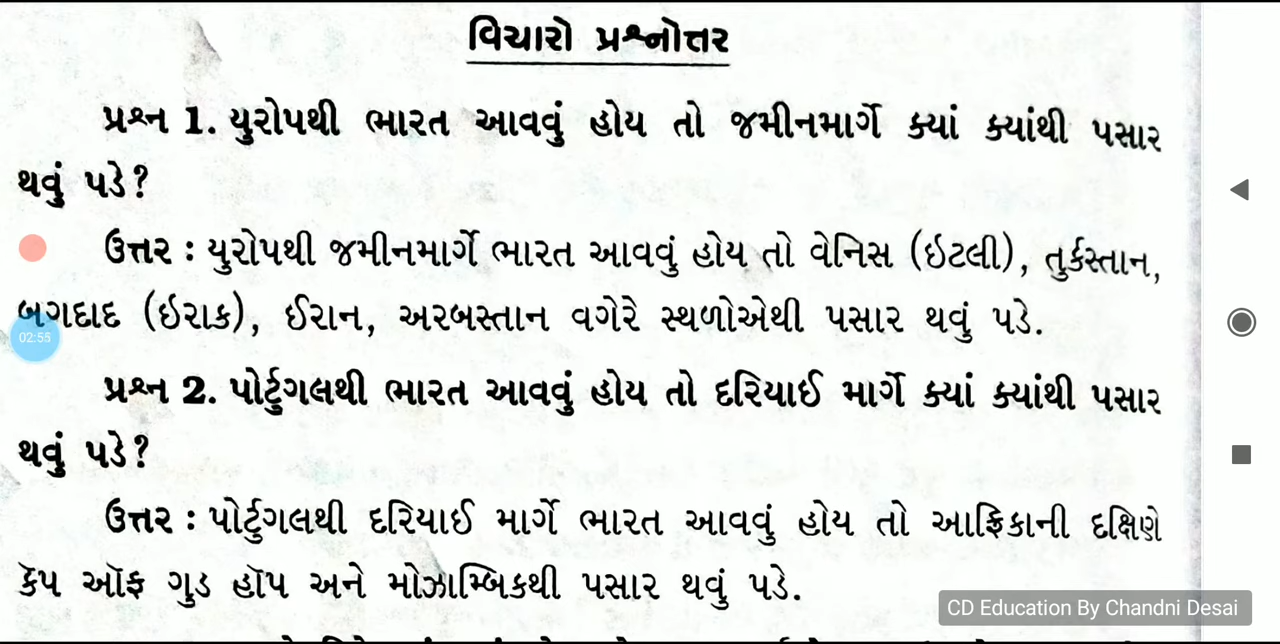 વિચારો પ્રશ્નોત્તર
પ્રશ્ન 1. યુરોપથી ભારત આવવું હોય તો જમીનમાર્ગે ક્યાં ક્યાંથી પસાર
થવું પડે?
ઉત્તર : યુરોપથી જમીનમાર્ગે ભારત આવવું હોય તો વેનિસ (ઇટલી), તુર્કસ્તાન,
બગદાદ (ઇરાક), ઈરાન, અરબસ્તાન વગેરે સ્થળોએથી પસાર થવું પડે.
02:55
પ્રશ્ન 2. પોર્ટુગલથી ભારત આવવું હોય તો દરિયાઈ માર્ગે ક્યાં ક્યાંથી પસાર
થવું પડે?
ઉત્તર : પોર્ટુગલથી દરિયાઈ માર્ગે ભારત આવવું હોય તો આફ્રિકાની દક્ષિણે
કૅપ ઑફ ગુડ હૉપ અને મોઝામ્બિકથી પસાર થવું પડે.
CD Education By Chandni Desai